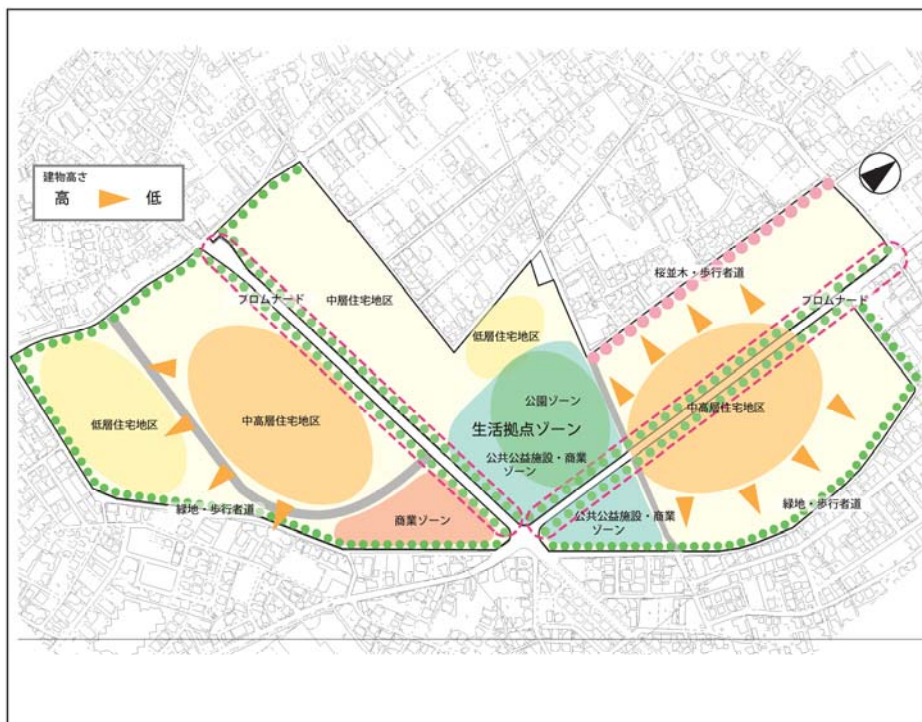 建物高さ
高 低
桜並木・歩行者道
プロムナード
中層住宅地区
プロムナード
低層住宅地区
公園ゾーン
中高層住宅地区
生活拠点ゾーン
低層住宅地区
中高層住宅地区
公共公益施設・商業
ゾーン
緑地・歩行者道
緑地・歩行者道
商業ゾーン
公共公益施設・商業
ゾーン